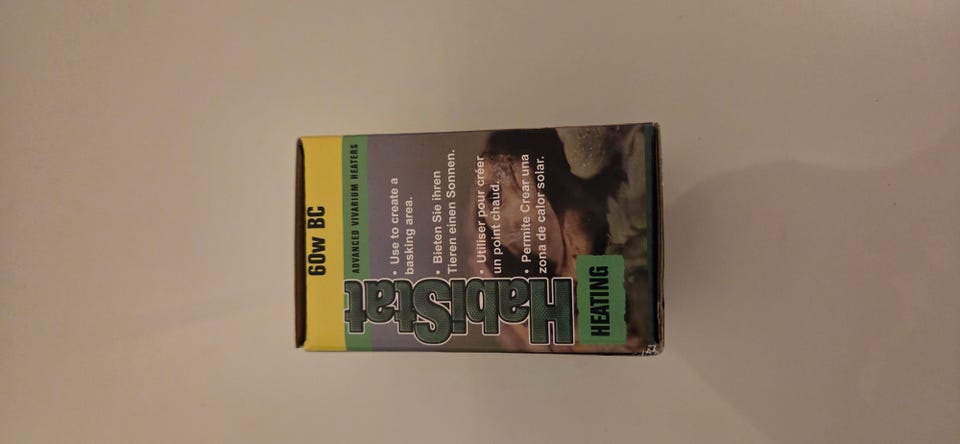 60w BC
ADVANCED VIVARIUM HEATERS
• Use to create a
basking area.
• Bieten Sie ihren
Tieren einen Sonnen.
• Utiliser pour créer
un point chaud.
• Permite Crear una
zona de calor solar.
HabiStat
HEATING